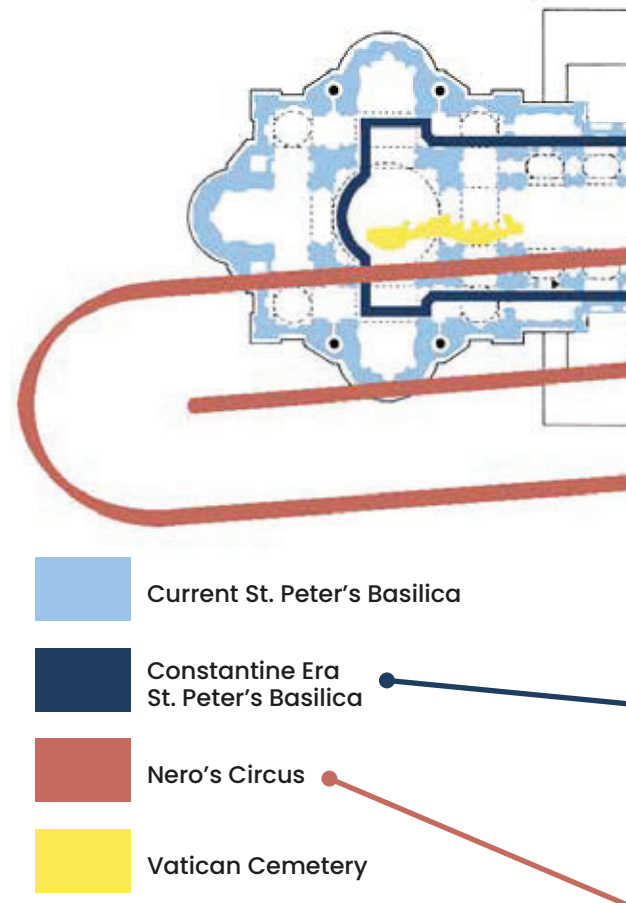 Current St. Peter's Basilica
Constantine Era
St. Peter's Basilica
Nero's Circus
Vatican Cemetery